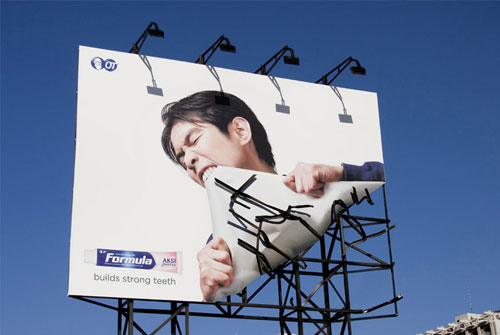 OT
Formula
AKSI
builds strong teeth